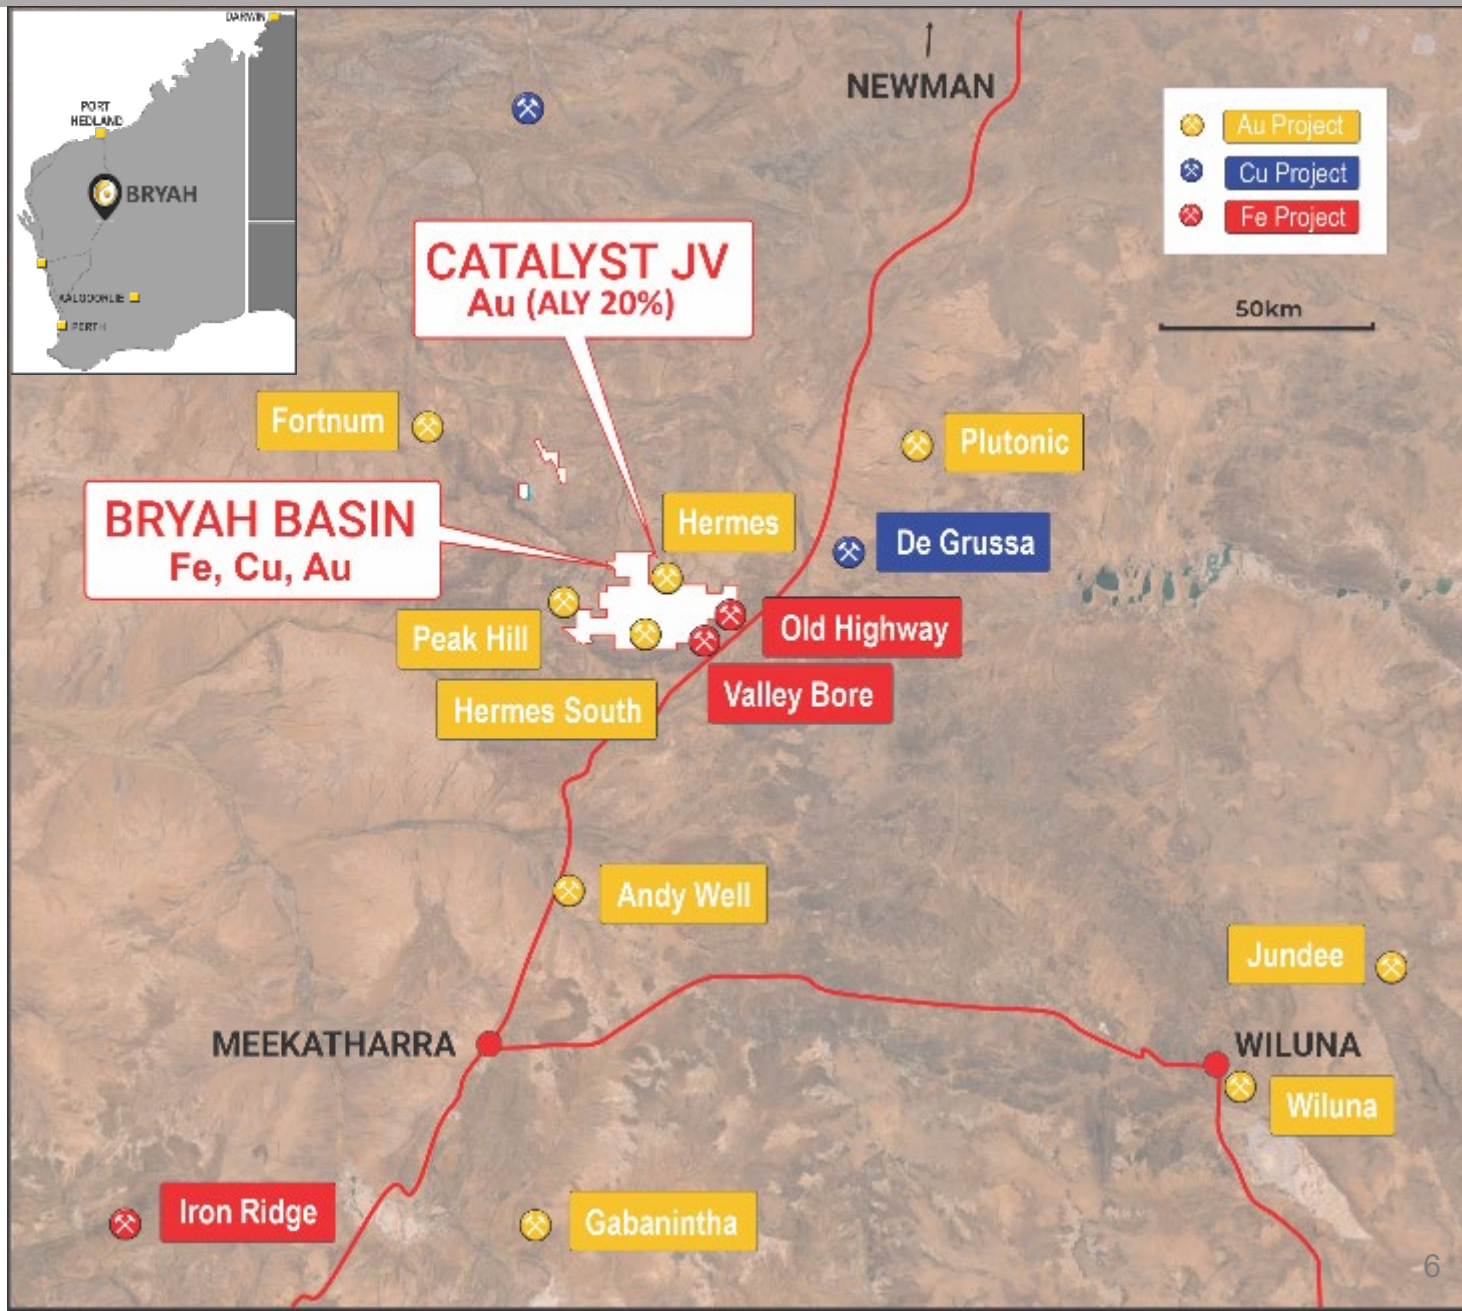 DARWIN
PORT
HEDLAND
BRYAH
KALGOORLIE
PERTH
NEWMAN
Au Project
Cu Project
Fe Project
50km
CATALYST JV
Au (ALY 20%)
Fortnum
Plutonic
BRYAH BASIN
Fe, Cu, Au
Hermes
De Grussa
Peak Hill
Old Highway
Hermes South
Valley Bore
Andy Well
Jundee
MEEKATHARRA
WILUNA
Wiluna
Iron Ridge
Gabanintha
6